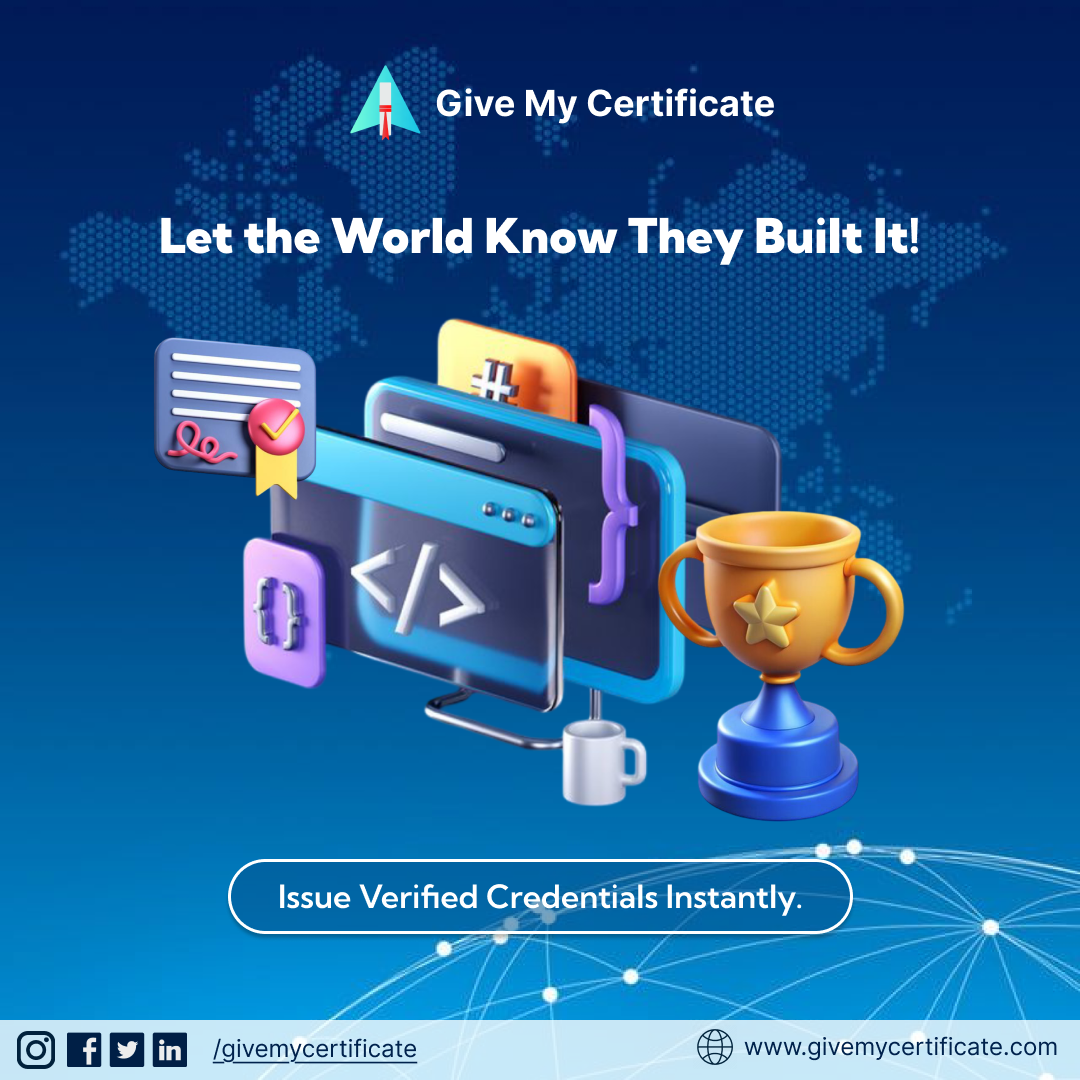 Give My Certificate
Let the World Know They Built It!
#
}
{}
</>
Issue Verified Credentials Instantly.
/givemycertificate
www.givemycertificate.com